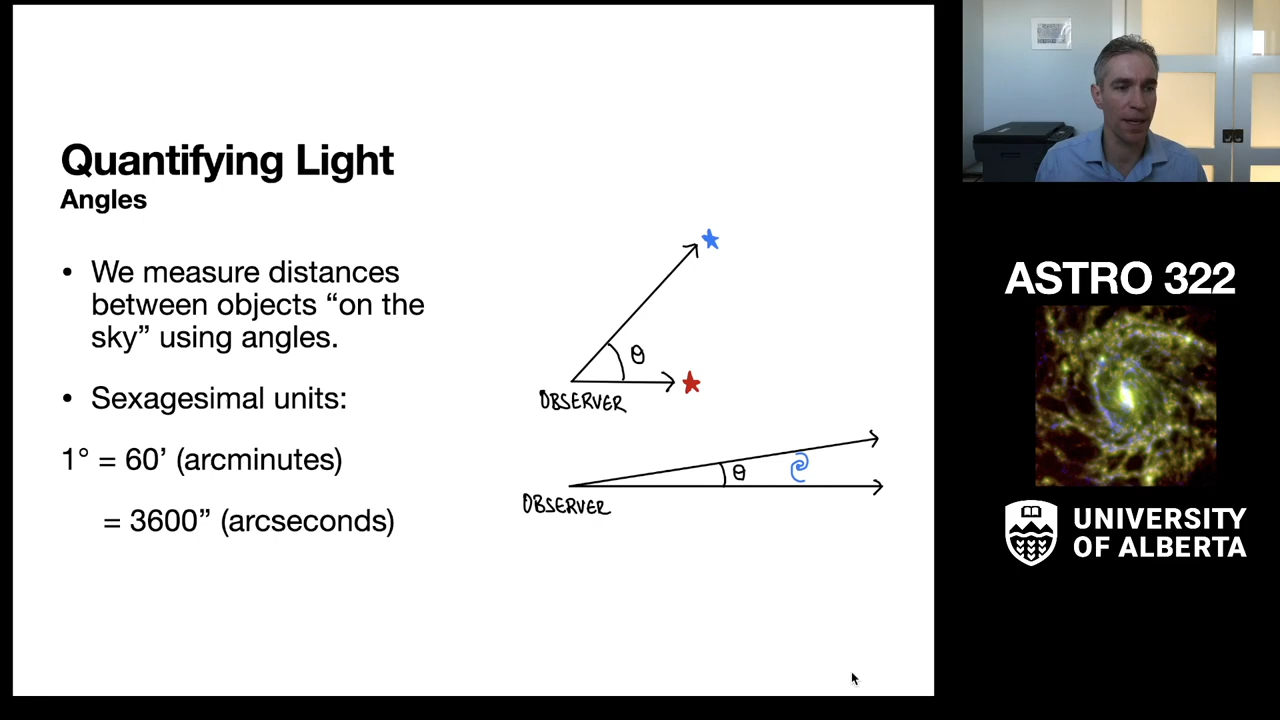 Quantifying Light
Angles
• We measure distances
between objects “on the
sky” using angles.
• Sexagesimal units:
1° = 60’ (arcminutes)
= 3600” (arcseconds)
θ
OBSERVER
θ
OBSERVER
ASTRO 322
UNIVERSITY
OF ALBERTA